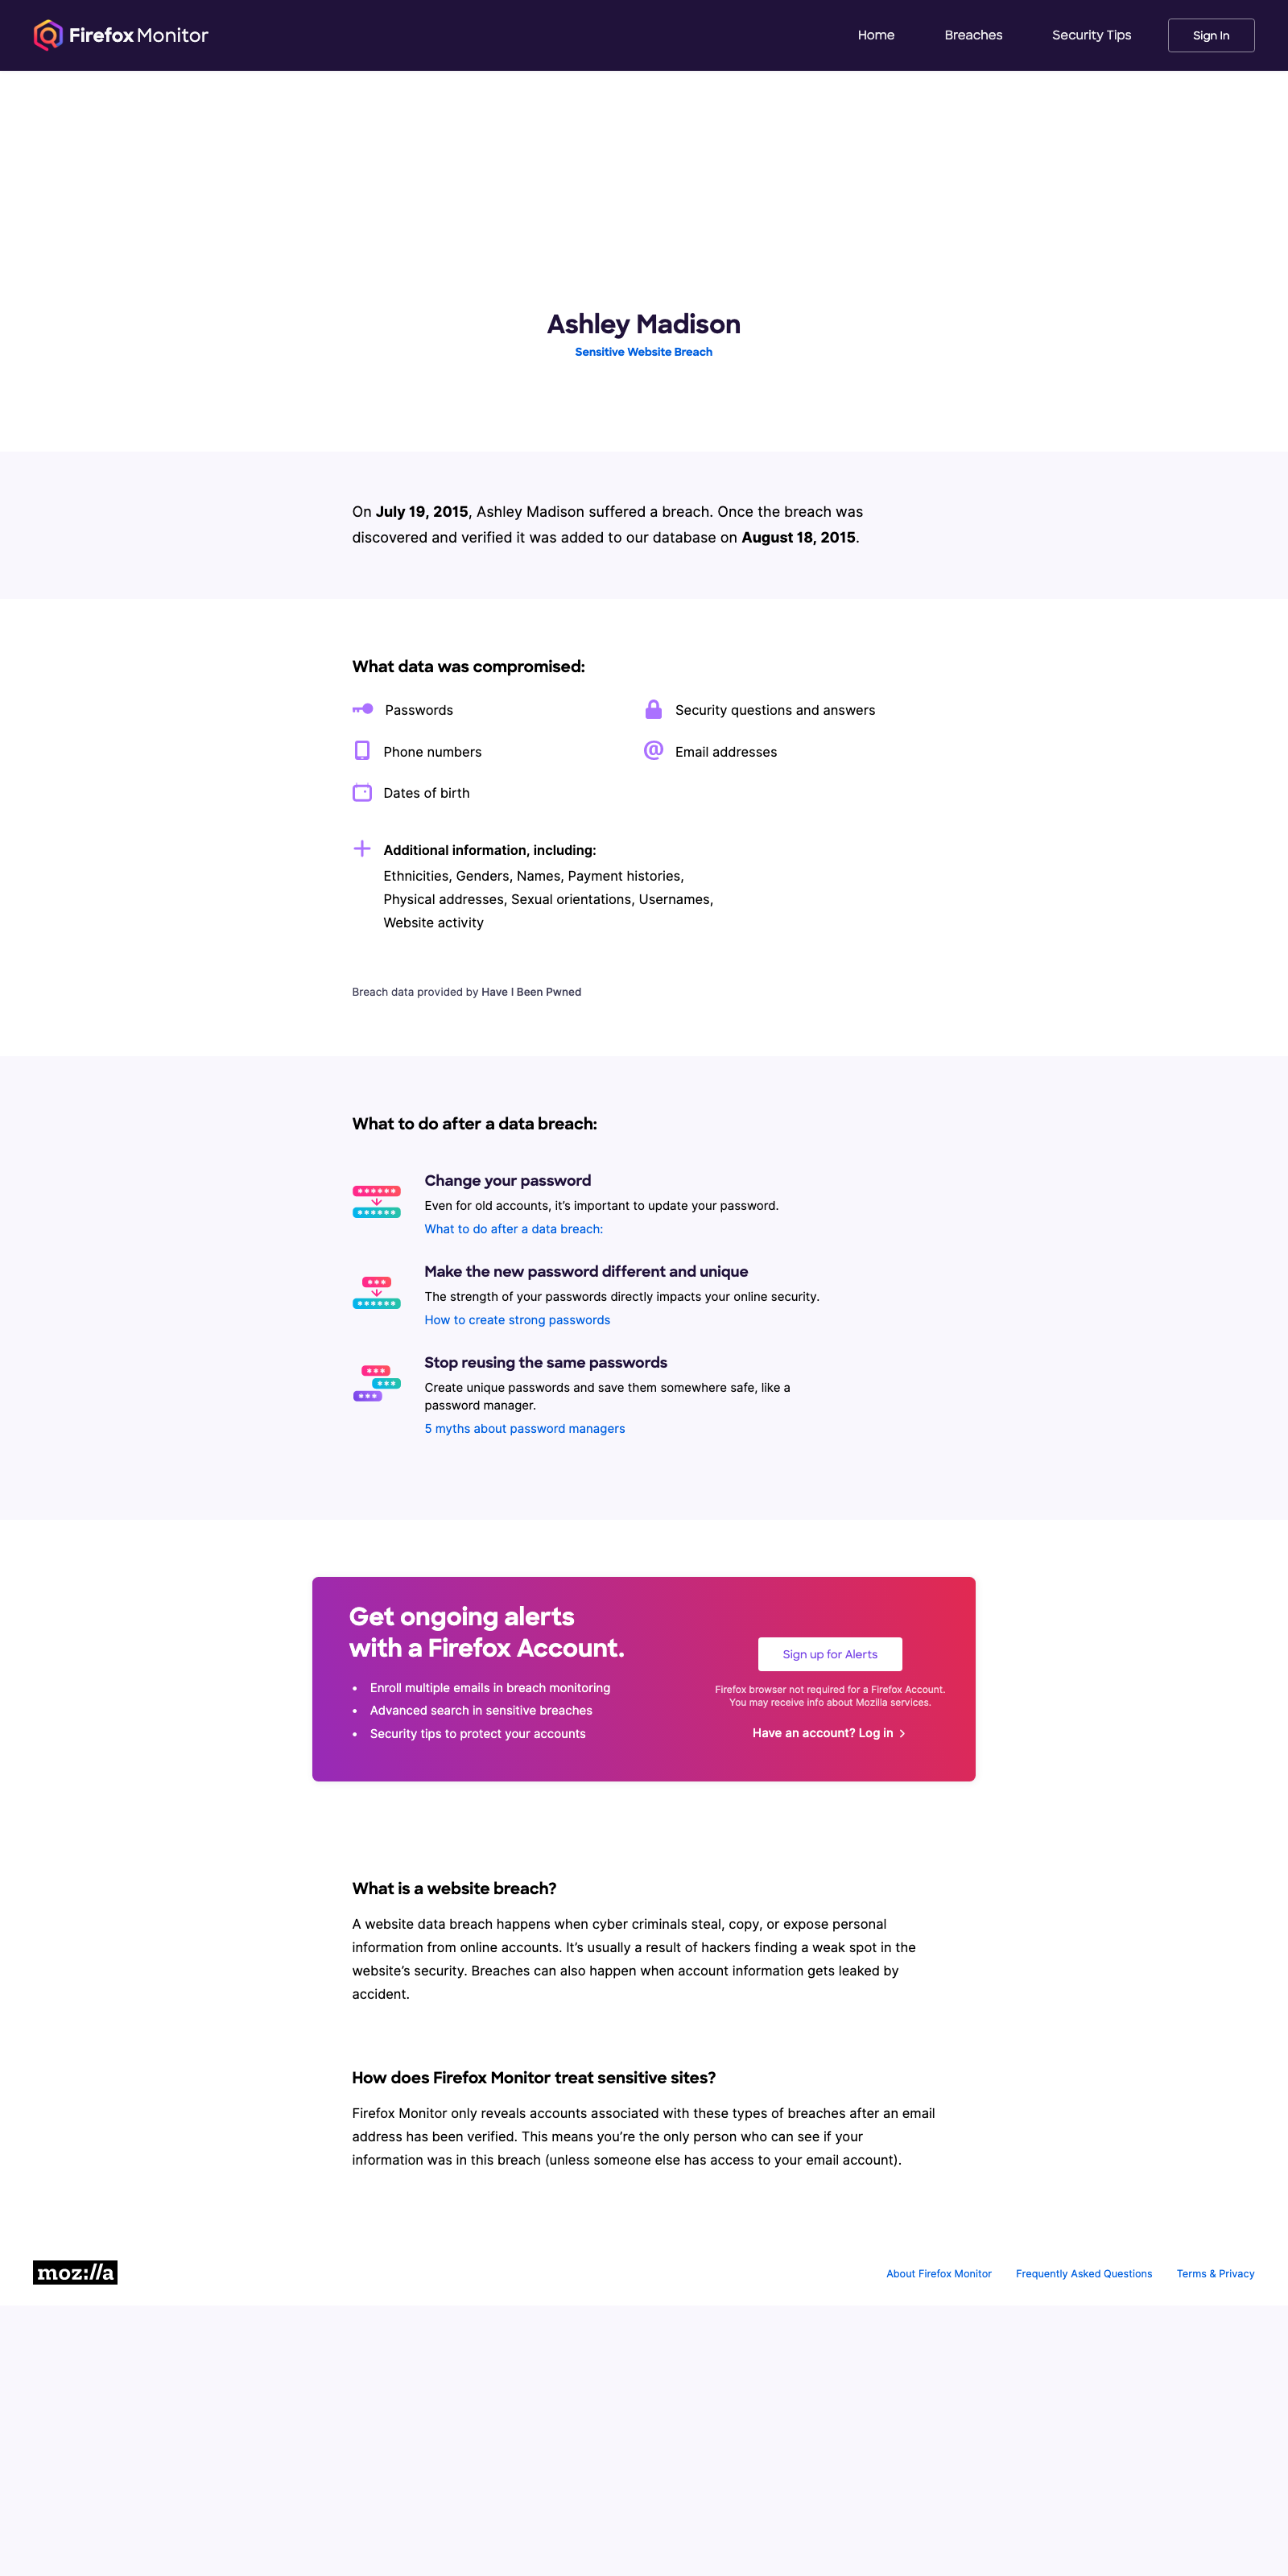 Firefox Monitor
Home
Breaches
Security Tips
Sign In
Ashley Madison
Sensitive Website Breach
On July 19, 2015, Ashley Madison suffered a breach. Once the breach was
discovered and verified it was added to our database on August 18, 2015.
What data was compromised:
Passwords
Security questions and answers
Phone numbers
Email addresses
Dates of birth
Additional information, including:
Ethnicities, Genders, Names, Payment histories,
Physical addresses, Sexual orientations, Usernames,
Website activity
Breach data provided by Have I Been Pwned
What to do after a data breach:
Change your password
Even for old accounts, it’s important to update your password.
What to do after a data breach:
Make the new password different and unique
The strength of your passwords directly impacts your online security.
How to create strong passwords
Stop reusing the same passwords
Create unique passwords and save them somewhere safe, like a
password manager.
5 myths about password managers
Get ongoing alerts
with a Firefox Account.
• Enroll multiple emails in breach monitoring
• Advanced search in sensitive breaches
• Security tips to protect your accounts
Sign up for Alerts
Firefox browser not required for a Firefox Account.
You may receive info about Mozilla services.
Have an account? Log in
What is a website breach?
A website data breach happens when cyber criminals steal, copy, or expose personal
information from online accounts. It’s usually a result of hackers finding a weak spot in the
website’s security. Breaches can also happen when account information gets leaked by
accident.
How does Firefox Monitor treat sensitive sites?
Firefox Monitor only reveals accounts associated with these types of breaches after an email
address has been verified. This means you’re the only person who can see if your
information was in this breach (unless someone else has access to your email account).
moz://a
About Firefox Monitor
Frequently Asked Questions
Terms & Privacy